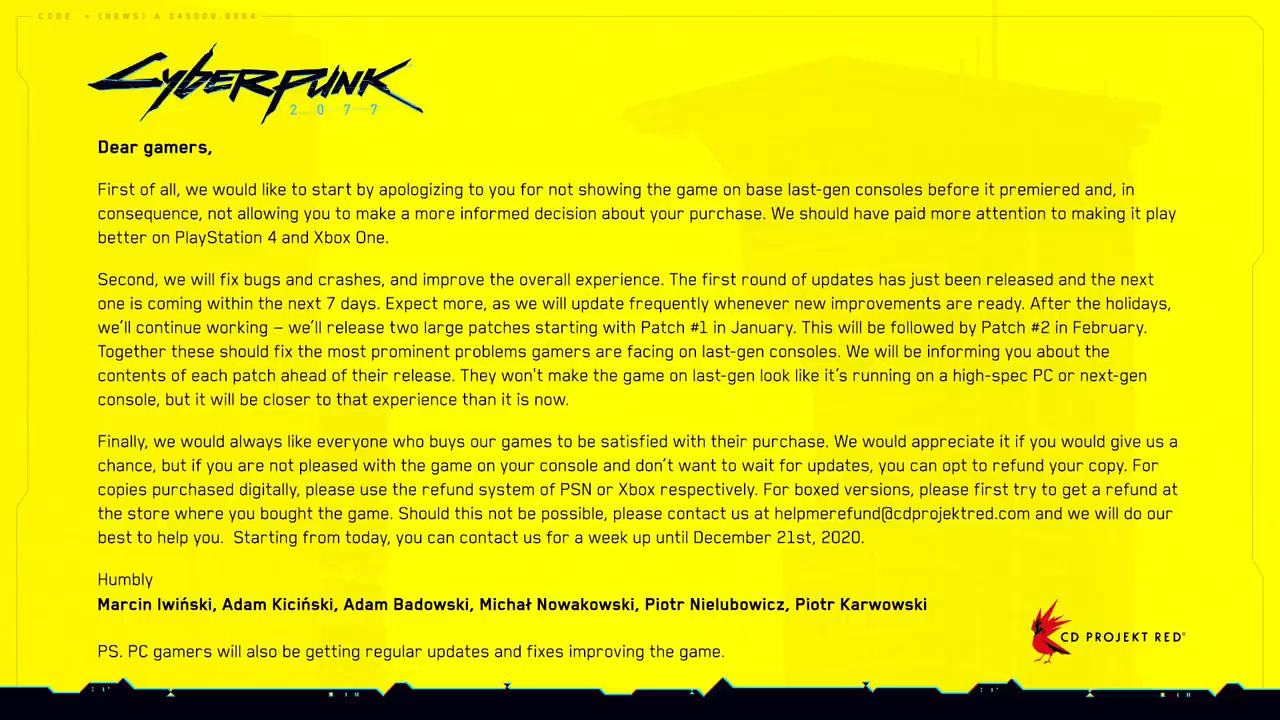 CODE = (NEWS) A 345009.8004
CYBERPUNK
2077
Dear gamers,
First of all, we would like to start by apologizing to you for not showing the game on base last-gen consoles before it premiered and, in
consequence, not allowing you to make a more informed decision about your purchase. We should have paid more attention to making it play
better on PlayStation 4 and Xbox One.
Second, we will fix bugs and crashes, and improve the overall experience. The first round of updates has just been released and the next
one is coming within the next 7 days. Expect more, as we will update frequently whenever new improvements are ready. After the holidays,
we'll continue working – we'll release two large patches starting with Patch #1 in January. This will be followed by Patch #2 in February.
Together these should fix the most prominent problems gamers are facing on last-gen consoles. We will be informing you about the
contents of each patch ahead of their release. They won't make the game on last-gen look like it's running on a high-spec PC or next-gen
console, but it will be closer to that experience than it is now.
Finally, we would always like everyone who buys our games to be satisfied with their purchase. We would appreciate it if you would give us a
chance, but if you are not pleased with the game on your console and don't want to wait for updates, you can opt to refund your copy. For
copies purchased digitally, please use the refund system of PSN or Xbox respectively. For boxed versions, please first try to get a refund at
the store where you bought the game. Should this not be possible, please contact us at helpmerefund@cdprojektred.com and we will do our
best to help you.  Starting from today, you can contact us for a week up until December 21st, 2020.
Humbly
Marcin Iwiński, Adam Kiciński, Adam Badowski, Michał Nowakowski, Piotr Nielubowicz, Piotr Karwowski
CD PROJEKT RED®
PS. PC gamers will also be getting regular updates and fixes improving the game.